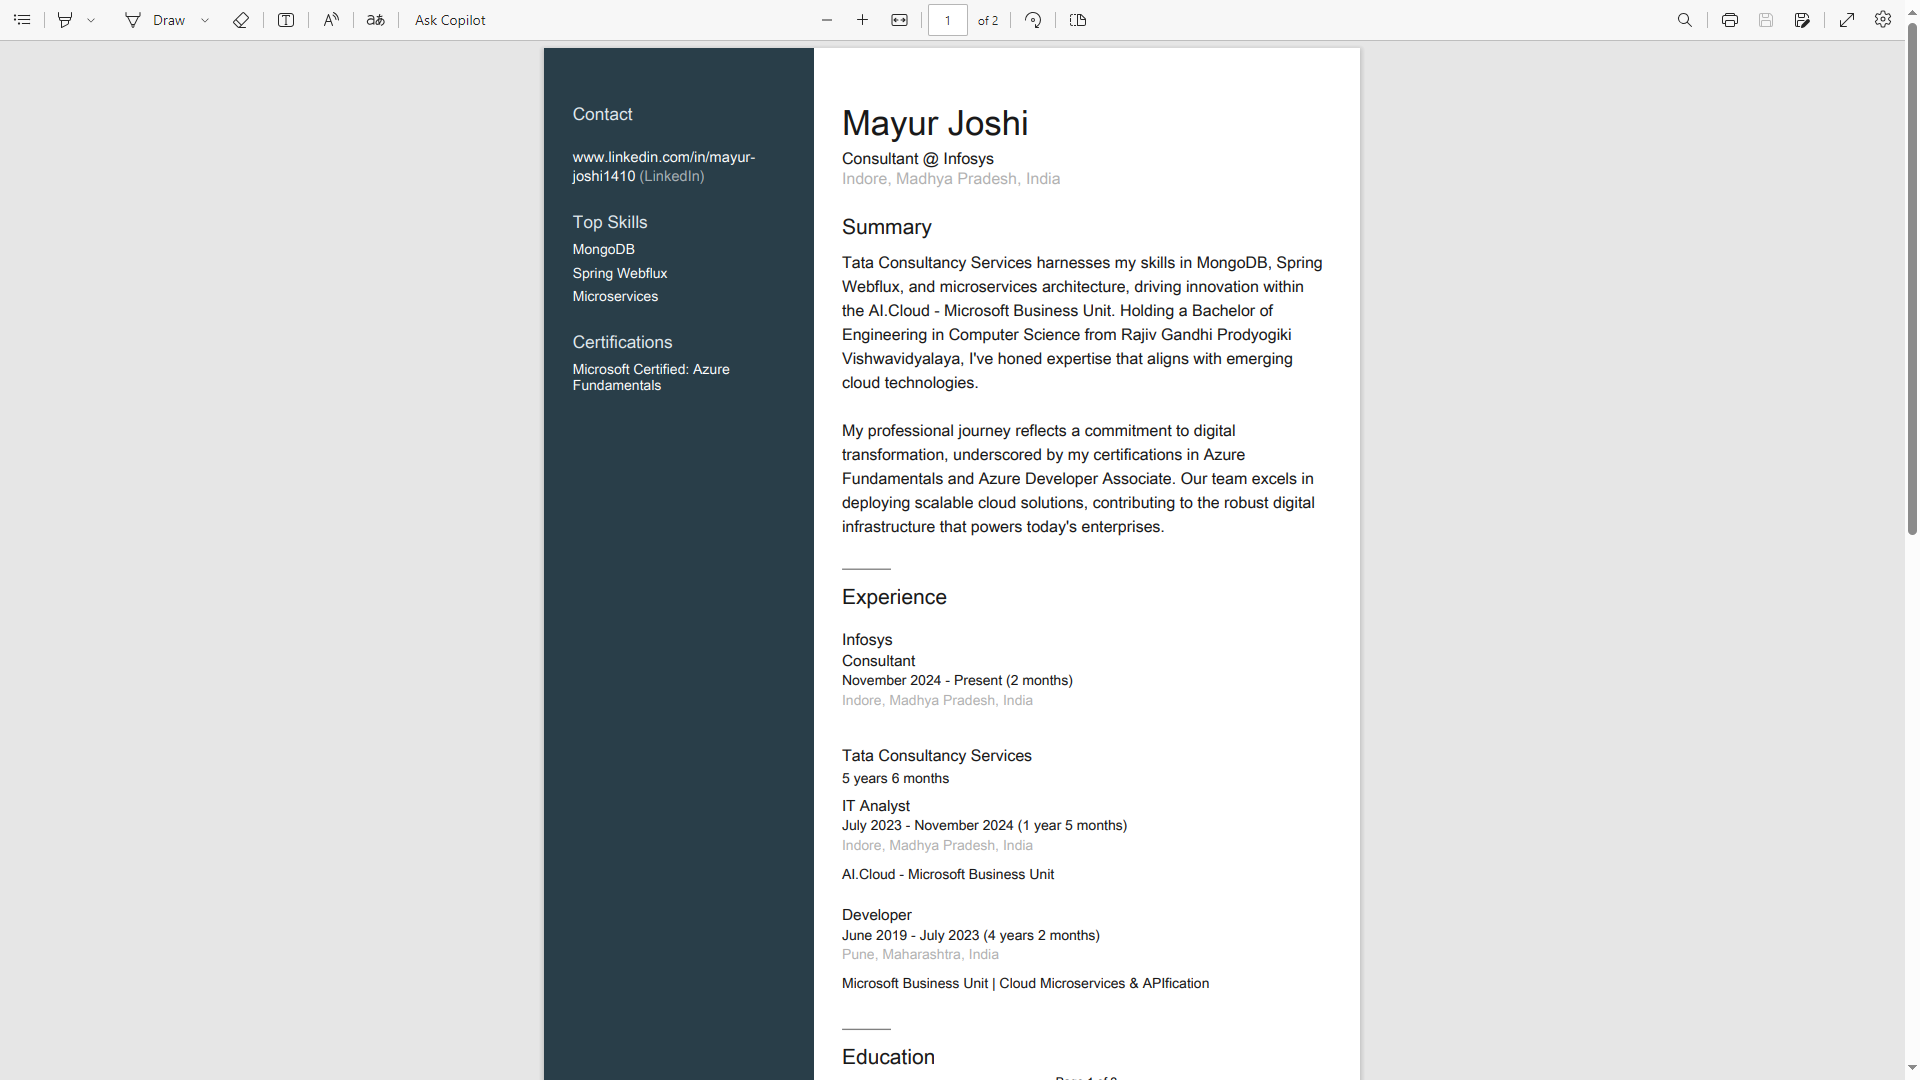 Draw
Ask Copilot
1 of 2
Contact
www.linkedin.com/in/mayur-
joshi1410 (LinkedIn)
Top Skills
MongoDB
Spring Webflux
Microservices
Certifications
Microsoft Certified: Azure
Fundamentals
Mayur Joshi
Consultant @ Infosys
Indore, Madhya Pradesh, India
Summary
Tata Consultancy Services harnesses my skills in MongoDB, Spring
Webflux, and microservices architecture, driving innovation within
the AI.Cloud - Microsoft Business Unit. Holding a Bachelor of
Engineering in Computer Science from Rajiv Gandhi Prodyogiki
Vishwavidyalaya, I've honed expertise that aligns with emerging
cloud technologies.
My professional journey reflects a commitment to digital
transformation, underscored by my certifications in Azure
Fundamentals and Azure Developer Associate. Our team excels in
deploying scalable cloud solutions, contributing to the robust digital
infrastructure that powers today's enterprises.
Experience
Infosys
Consultant
November 2024 - Present (2 months)
Indore, Madhya Pradesh, India
Tata Consultancy Services
5 years 6 months
IT Analyst
July 2023 - November 2024 (1 year 5 months)
Indore, Madhya Pradesh, India
AI.Cloud - Microsoft Business Unit
Developer
June 2019 - July 2023 (4 years 2 months)
Pune, Maharashtra, India
Microsoft Business Unit | Cloud Microservices & APIfication
Education